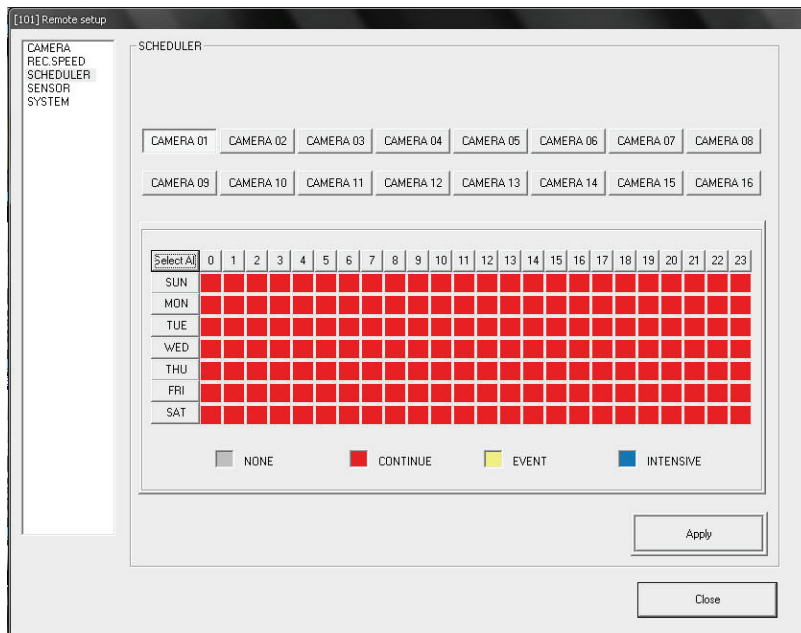 [101] Remote setup
CAMERA
REC.SPEED
SCHEDULER
SENSOR
SYSTEM
SCHEDULER
CAMERA 01 CAMERA 02 CAMERA 03 CAMERA 04 CAMERA 05 CAMERA 06 CAMERA 07 CAMERA 08
CAMERA 09 CAMERA 10 CAMERA 11 CAMERA 12 CAMERA 13 CAMERA 14 CAMERA 15 CAMERA 16
Select All 0 1 2 3 4 5 6 7 8 9 10 11 12 13 14 15 16 17 18 19 20 21 22 23
SUN
MON
TUE
WED
THU
FRI
SAT
NONE CONTINUE EVENT INTENSIVE
Apply
Close